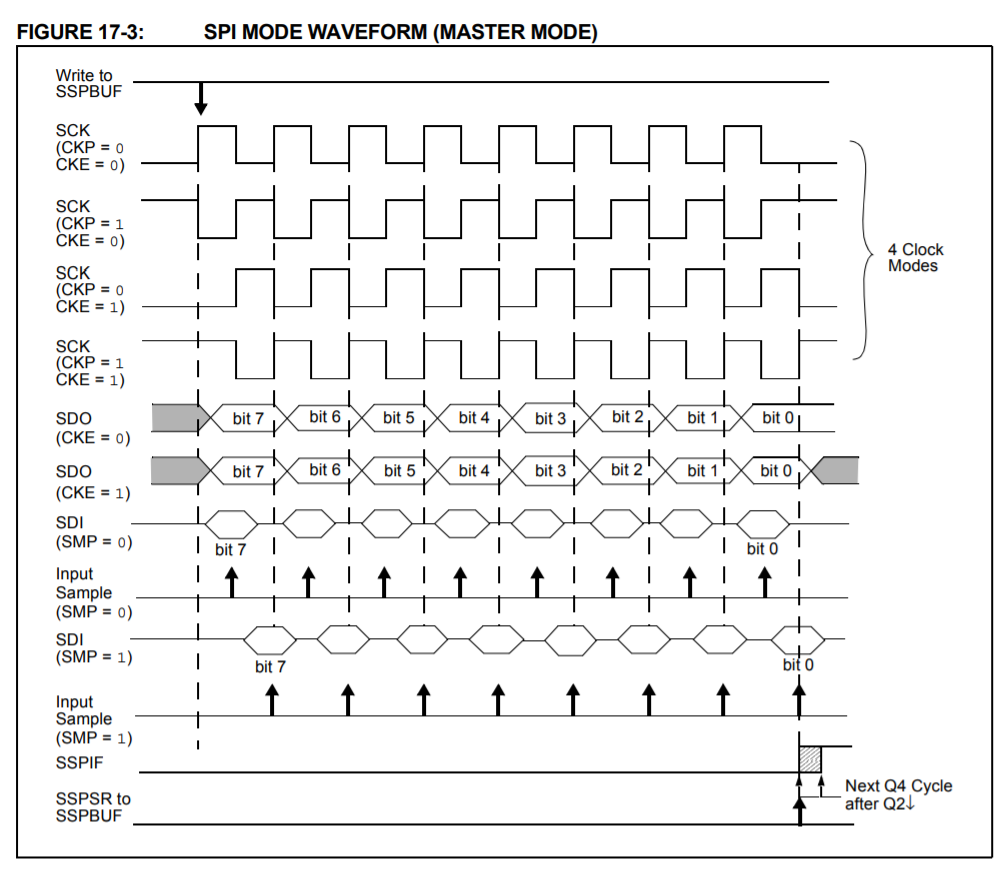 FIGURE 17-3: SPI MODE WAVEFORM (MASTER MODE)
Write to
SSPBUF
SCK
(CKP = 0
CKE = 0)
SCK
(CKP = 1
CKE = 0)
SCK
(CKP = 0
CKE = 1)
SCK
(CKP = 1
CKE = 1)
4 Clock
Modes
SDO
(CKE = 0)
bit 7 bit 6 bit 5 bit 4 bit 3 bit 2 bit 1 bit 0
SDO
(CKE = 1)
bit 7 bit 6 bit 5 bit 4 bit 3 bit 2 bit 1 bit 0
SDI
(SMP = 0)
bit 7 bit 0
Input
Sample
(SMP = 0)
SDI
(SMP = 1)
bit 7 bit 0
Input
Sample
(SMP = 1)
SSPIF
SSPSR to
SSPBUF
Next Q4 Cycle
after Q2↓